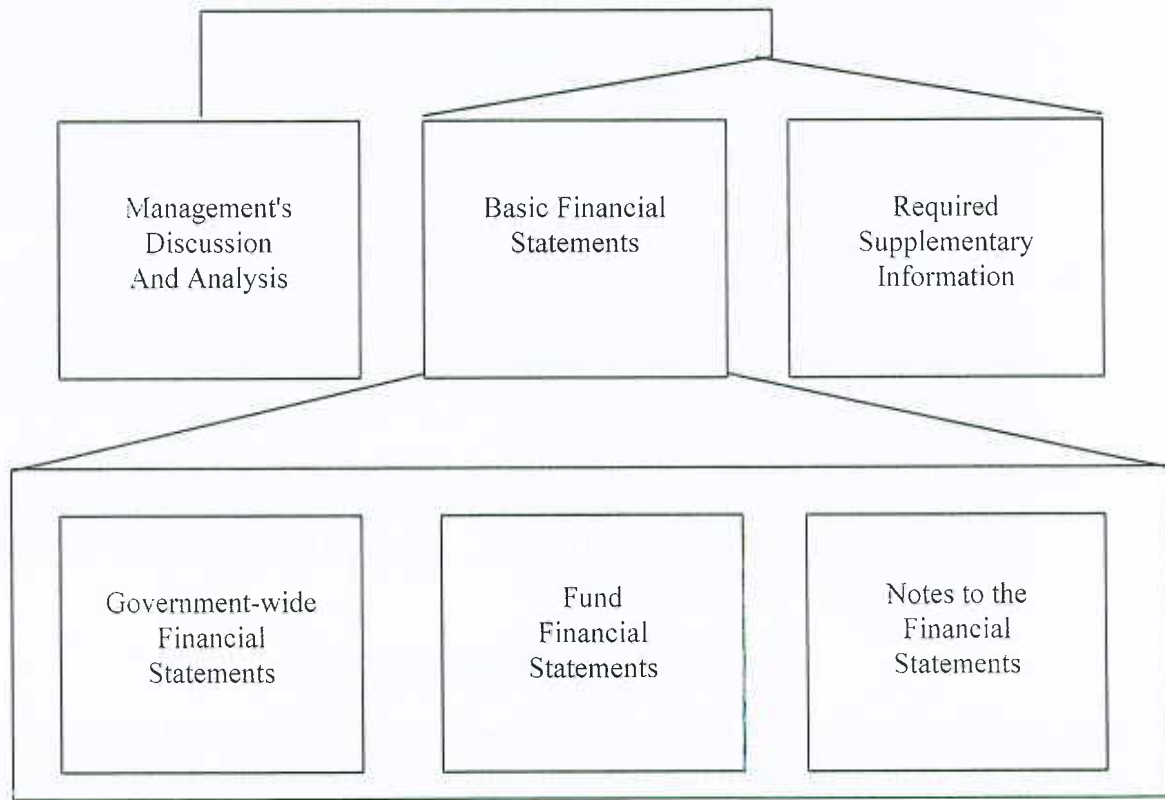 Management's
Discussion
And Analysis
Basic Financial
Statements
Required
Supplementary
Information
Government-wide
Financial
Statements
Fund
Financial
Statements
Notes to the
Financial
Statements